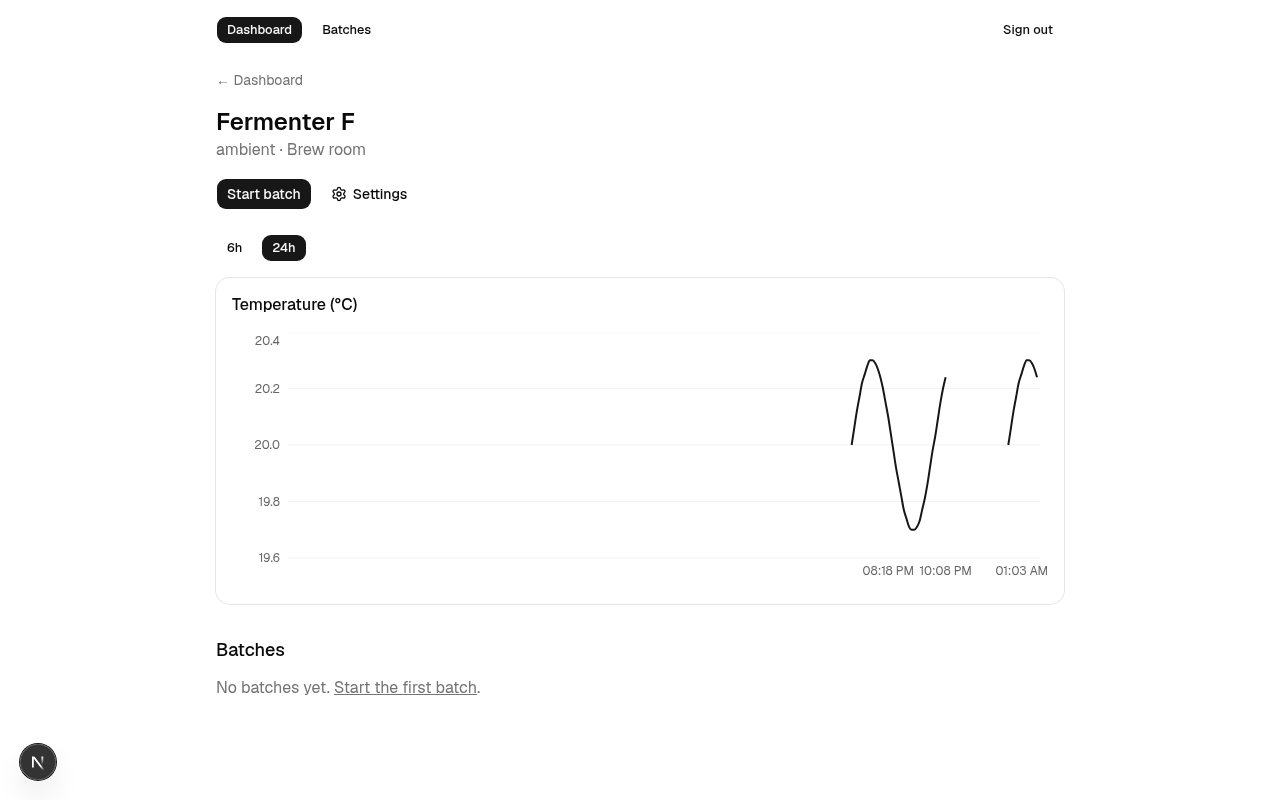 Dashboard Batches Sign out
← Dashboard
Fermenter F
ambient · Brew room
Start batch Settings
6h 24h
Temperature (°C)
20.4
20.2
20.0
19.8
19.6
08:18 PM 10:08 PM 01:03 AM
Batches
No batches yet. Start the first batch.
N